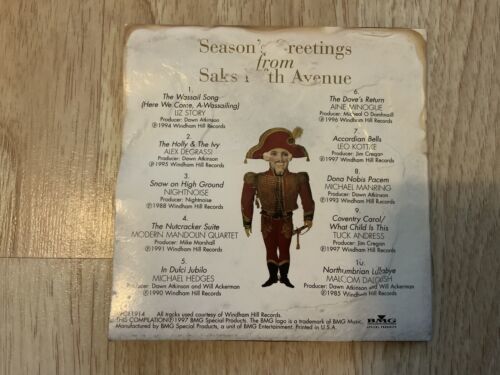 Season's Greetings
from
Saks Fifth Avenue
1.
The Wassail Song
(Here We Come, A-Wassailing)
LIZ STORY
Producer: Dawn Atkinson
℗1994 Windham Hill Records
2.
The Holly & The Ivy
ALEX DEGRASSI
Producer: Dawn Atkinson
℗1995 Windham Hill Records
3.
Snow on High Ground
NIGHTNOISE
Producer: Nightnoise
℗1988 Windham Hill Records
4.
The Nutcracker Suite
MODERN MANDOLIN QUARTET
Producer: Mike Marshall
℗1991 Windham Hill Records
5.
In Dulci Jubilo
MICHAEL HEDGES
Producer: Dawn Atkinson and Will Ackerman
℗1990 Windham Hill Records
6.
The Dove's Return
AINE MINOGUE
Producer: Micheal O Domhnaill
℗1996 Windham Hill Records
7.
Accordian Bells
LEO KOTTKE
Producer: Jim Cregan
℗1997 Windham Hill Records
8.
Dona Nobis Pacem
MICHAEL MANRING
Producer: Dawn Atkinson
℗1993 Windham Hill Records
9.
Coventry Carol/
What Child Is This
TUCK ANDRESS
Producer: Jim Cregan
℗1997 Windham Hill Records
10.
Northumbrian Lullabye
MALCOM DALGLISH
Producer: Dawn Atkinson and Will Ackerman
℗1985 Windham Hill Records
All tracks used courtesy of Windham Hill Records.
THIS COMPILATION ℗1997 BMG Special Products. The BMG logo is a trademark of BMG Music.
Manufactured by BMG Special Products, a unit of BMG Entertainment. Printed in U.S.A.
BMG
SPECIAL PRODUCTS